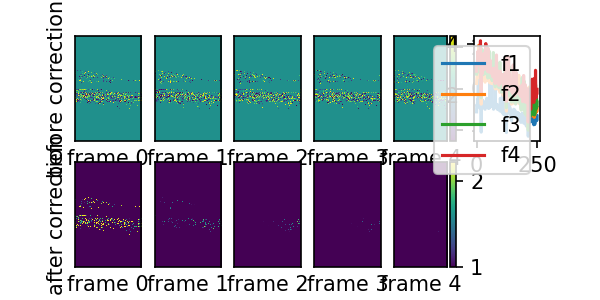 before correction
f1
f2
f3
f4
0
250
frame 0
frame 1
frame 2
frame 3
frame 4
after correction
2
1
frame 0
frame 1
frame 2
frame 3
frame 4